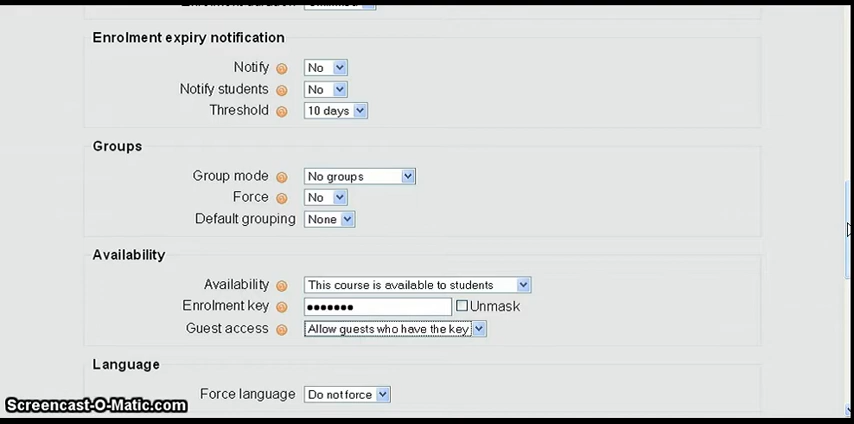 Enrolment expiry notification
Notify No
Notify students No
Threshold 10 days
Groups
Group mode No groups
Force No
Default grouping None
Availability
Availability This course is available to students
Enrolment key ••••••• Unmask
Guest access Allow guests who have the key
Language
Force language Do not force
Screencast-O-Matic.com